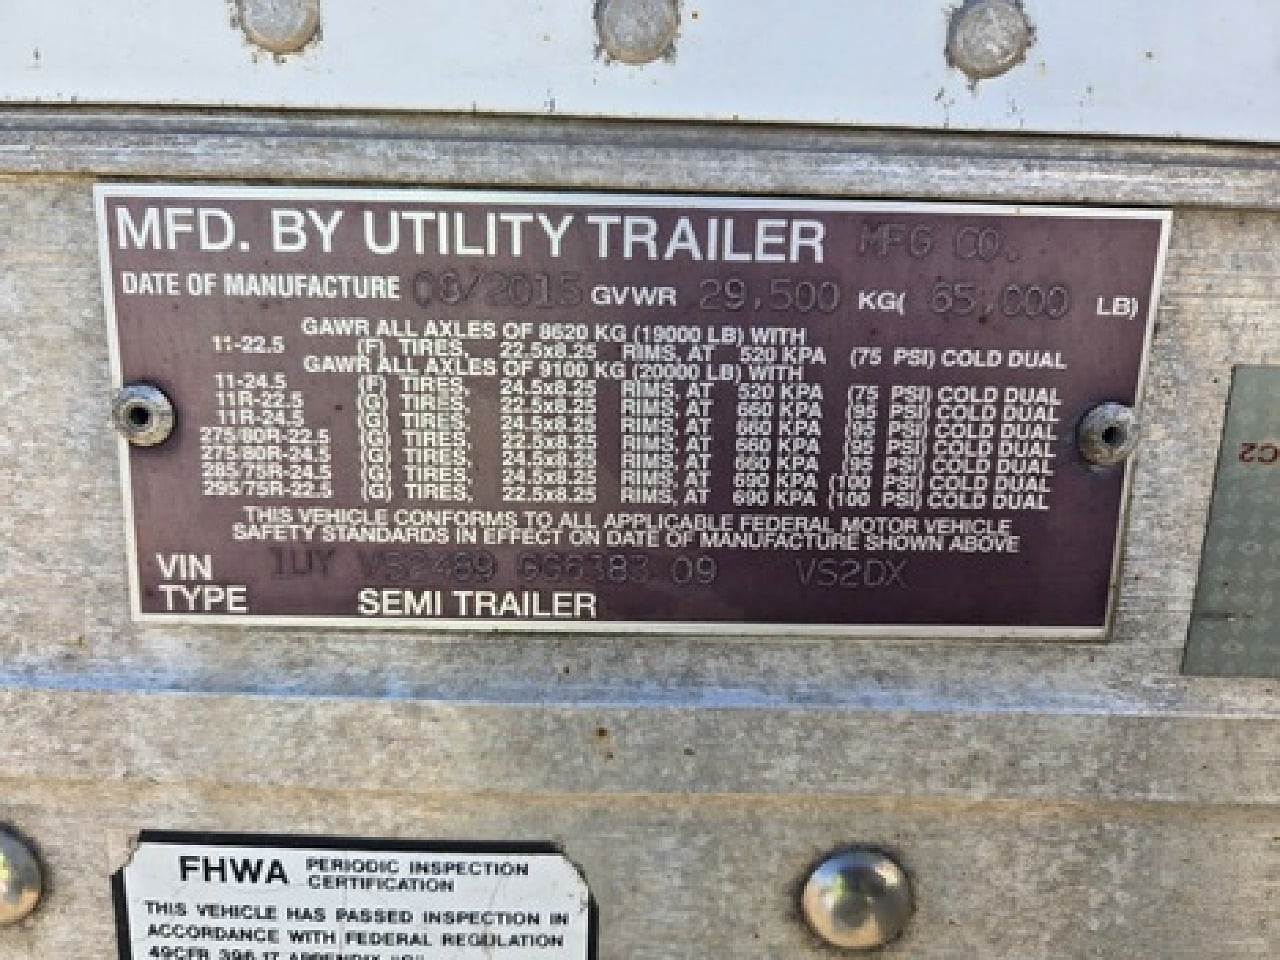 MFD. BY UTILITY TRAILER MFG CO.
DATE OF MANUFACTURE 06/2015 GVWR 29,500 KG( 65,000 LB)
GAWR ALL AXLES OF 8620 KG (19000 LB) WITH
11-22.5 (F) TIRES, 22.5x8.25 RIMS, AT 520 KPA (75 PSI) COLD DUAL
GAWR ALL AXLES OF 9100 KG (20000 LB) WITH
11-24.5 (F) TIRES, 24.5x8.25 RIMS, AT 520 KPA (75 PSI) COLD DUAL
11R-22.5 (G) TIRES, 22.5x8.25 RIMS, AT 660 KPA (95 PSI) COLD DUAL
11R-24.5 (G) TIRES, 24.5x8.25 RIMS, AT 660 KPA (95 PSI) COLD DUAL
275/80R-22.5 (G) TIRES, 22.5x8.25 RIMS, AT 660 KPA (95 PSI) COLD DUAL
275/80R-24.5 (G) TIRES, 24.5x8.25 RIMS, AT 660 KPA (95 PSI) COLD DUAL
285/75R-24.5 (G) TIRES, 24.5x8.25 RIMS, AT 690 KPA (100 PSI) COLD DUAL
295/75R-22.5 (G) TIRES, 22.5x8.25 RIMS, AT 690 KPA (100 PSI) COLD DUAL
THIS VEHICLE CONFORMS TO ALL APPLICABLE FEDERAL MOTOR VEHICLE
SAFETY STANDARDS IN EFFECT ON DATE OF MANUFACTURE SHOWN ABOVE
VIN 1UY VS2489 GG6383 09 VS2DX
TYPE SEMI TRAILER
FHWA PERIODIC INSPECTION
CERTIFICATION
THIS VEHICLE HAS PASSED INSPECTION IN
ACCORDANCE WITH FEDERAL REGULATION
49CFR 396.17 APPENDIX "G"